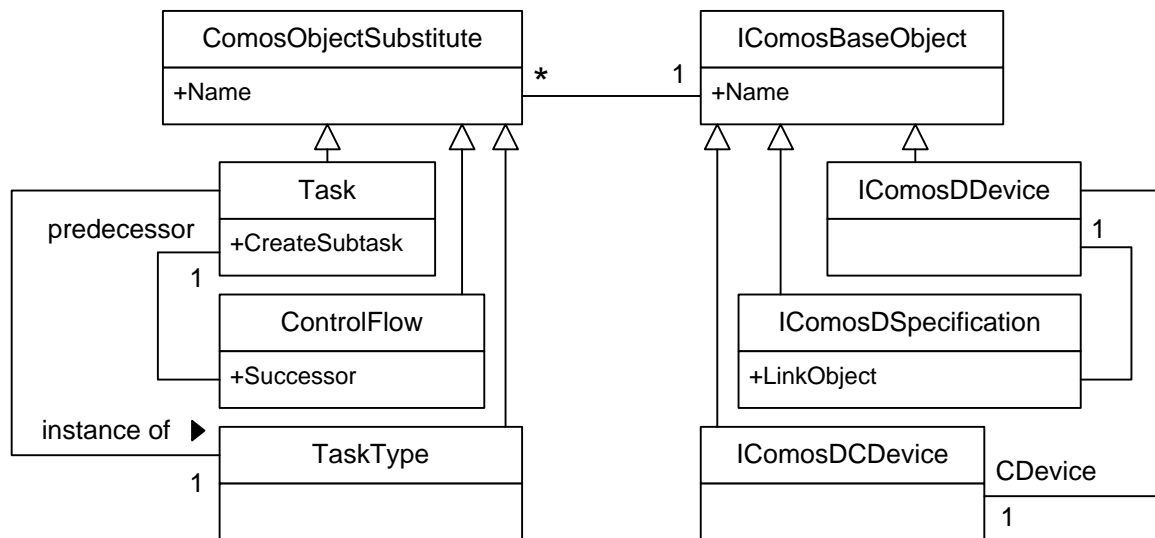 ComosObjectSubstitute
+Name
*
1
IComosBaseObject
+Name
Task
+CreateSubtask
predecessor
1
ControlFlow
+Successor
instance of ▶
1
TaskType
IComosDDevice
1
IComosDSpecification
+LinkObject
IComosDCDevice
CDevice
1